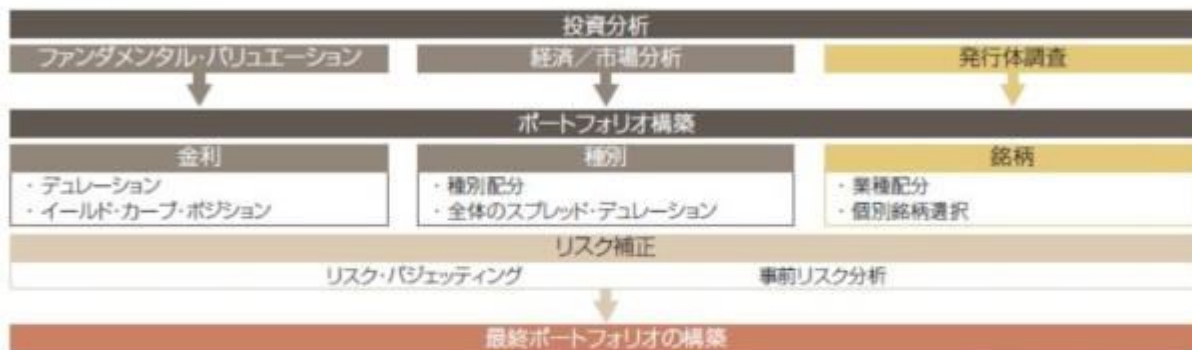 投資分析
ファンダメンタル・バリュエーション
経済／市場分析
発行体調査
ポートフォリオ構築
金利
・デュレーション
・イールド・カーブ・ポジション
種別
・種別配分
・全体のスプレッド・デュレーション
銘柄
・業種配分
・個別銘柄選択
リスク補正
リスク・バジェッティング
事前リスク分析
最終ポートフォリオの構築